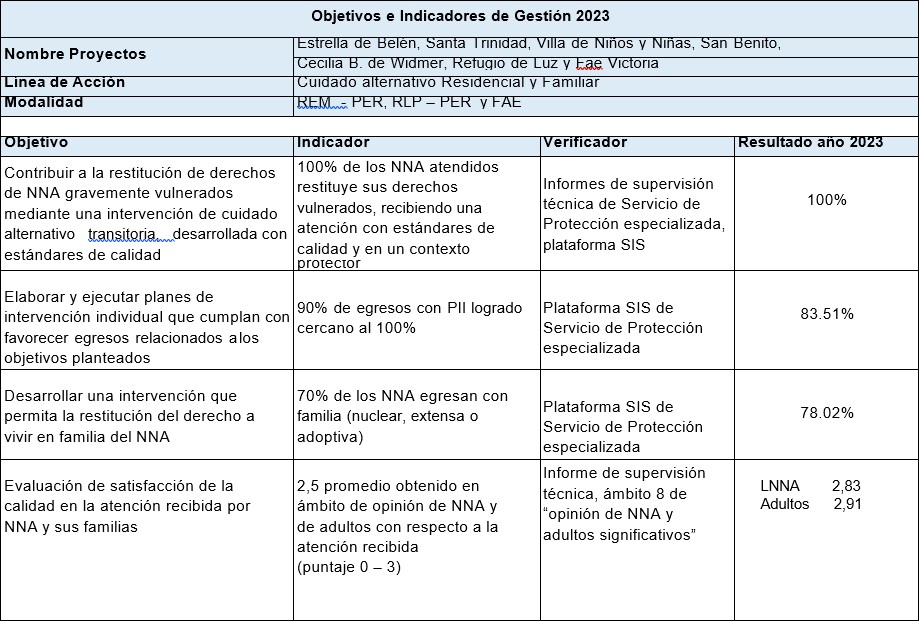 Objetivos e Indicadores de Gestión 2023
Nombre Proyectos
Estrella de Belén, Santa Trinidad, Villa de Niños y Niñas, San Benito,
Cecilia B. de Widmer, Refugio de Luz y Fae Victoria
Línea de Acción
Cuidado alternativo Residencial y Familiar
Modalidad
REM - PER, RLP – PER y FAE
Objetivo
Indicador
Verificador
Resultado año 2023
Contribuir a la restitución de derechos
de NNA gravemente vulnerados
mediante una intervención de cuidado
alternativo transitoria, desarrollada con
estándares de calidad
100% de los NNA atendidos
restituye sus derechos
vulnerados, recibiendo una
atención con estándares de
calidad y en un contexto
protector
Informes de supervisión
técnica de Servicio de
Protección especializada,
plataforma SIS
100%
Elaborar y ejecutar planes de
intervención individual que cumplan con
favorecer egresos relacionados alos
objetivos planteados
90% de egresos con PII logrado
cercano al 100%
Plataforma SIS de
Servicio de Protección
especializada
83.51%
Desarrollar una intervención que
permita la restitución del derecho a
vivir en familia del NNA
70% de los NNA egresan con
familia (nuclear, extensa o
adoptiva)
Plataforma SIS de
Servicio de Protección
especializada
78.02%
Evaluación de satisfacción de la
calidad en la atención recibida por
NNA y sus familias
2,5 promedio obtenido en
ámbito de opinión de NNA y
de adultos con respecto a la
atención recibida
(puntaje 0 – 3)
Informe de supervisión
técnica, ámbito 8 de
“opinión de NNA y
adultos significativos”
LNNA 2,83
Adultos 2,91